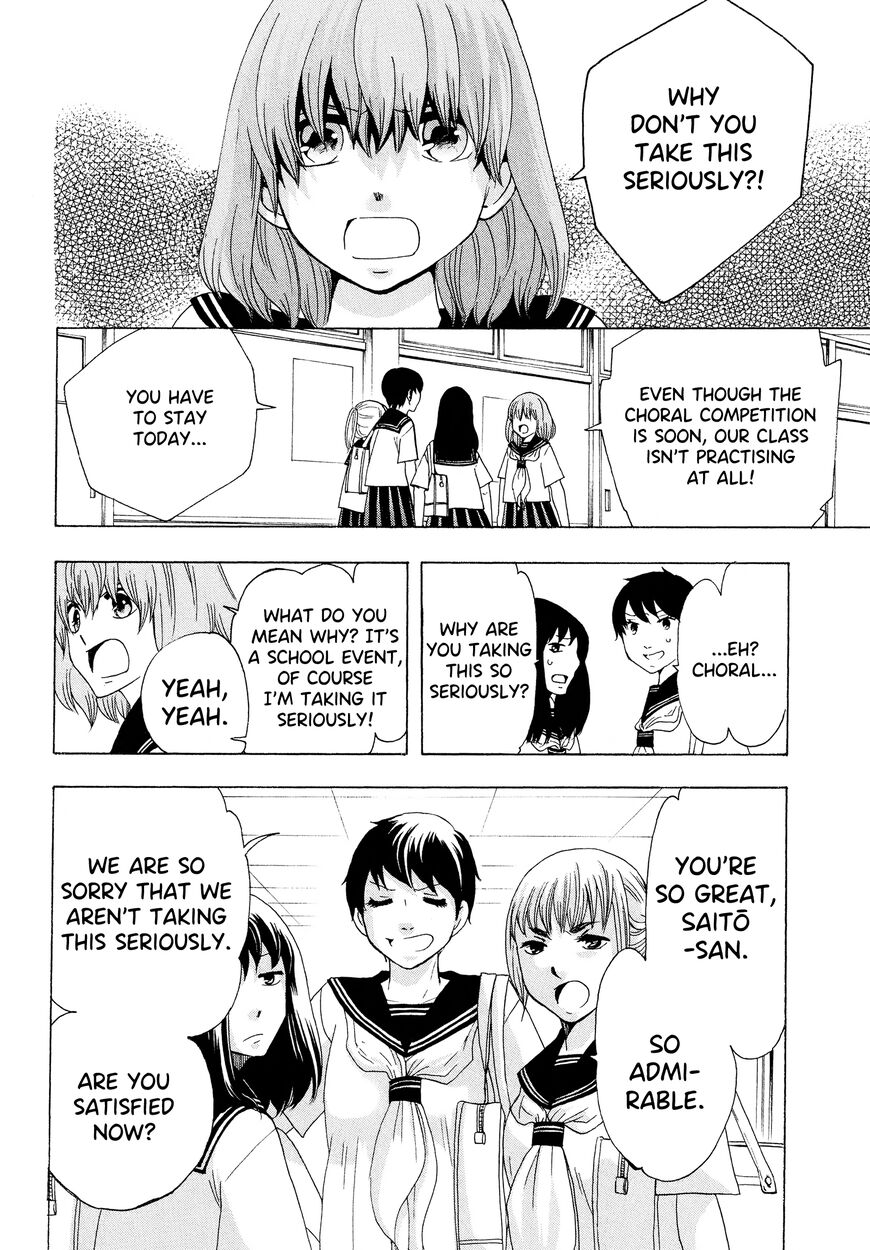 WHY
DON'T YOU
TAKE THIS
SERIOUSLY?!
EVEN THOUGH THE
CHORAL COMPETITION
IS SOON, OUR CLASS
ISN'T PRACTISING
AT ALL!
YOU HAVE
TO STAY
TODAY...
...EH?
CHORAL...
WHY ARE
YOU TAKING
THIS SO
SERIOUSLY?
WHAT DO YOU
MEAN WHY? IT'S
A SCHOOL EVENT,
OF COURSE
I'M TAKING IT
SERIOUSLY!
YEAH,
YEAH.
YOU'RE
SO GREAT,
SAITŌ
-SAN.
SO
ADMI-
RABLE.
WE ARE SO
SORRY THAT WE
AREN'T TAKING
THIS SERIOUSLY.
ARE YOU
SATISFIED
NOW?